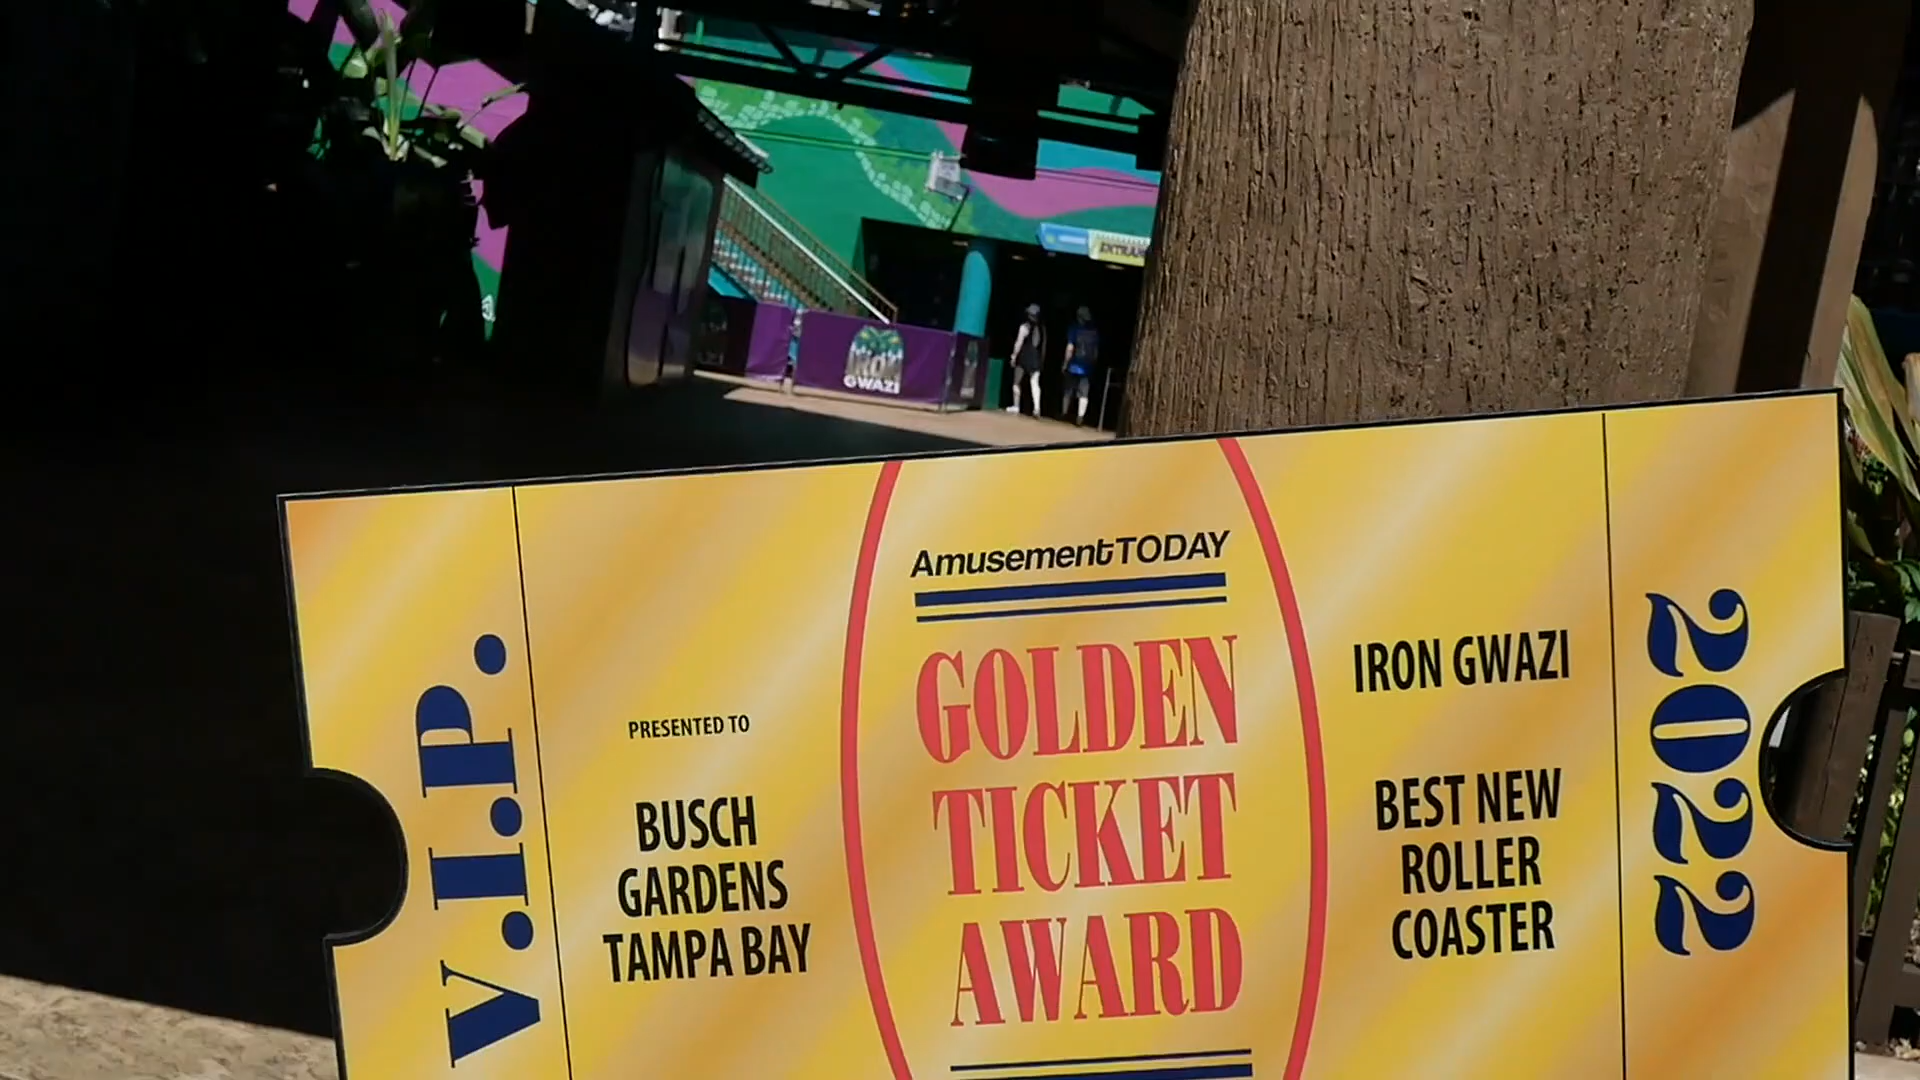 ENTRAN
IRON
GWAZI
AmusementTODAY
GOLDEN
TICKET
AWARD
V.I.P.
PRESENTED TO
BUSCH
GARDENS
TAMPA BAY
IRON GWAZI
BEST NEW
ROLLER
COASTER
2022